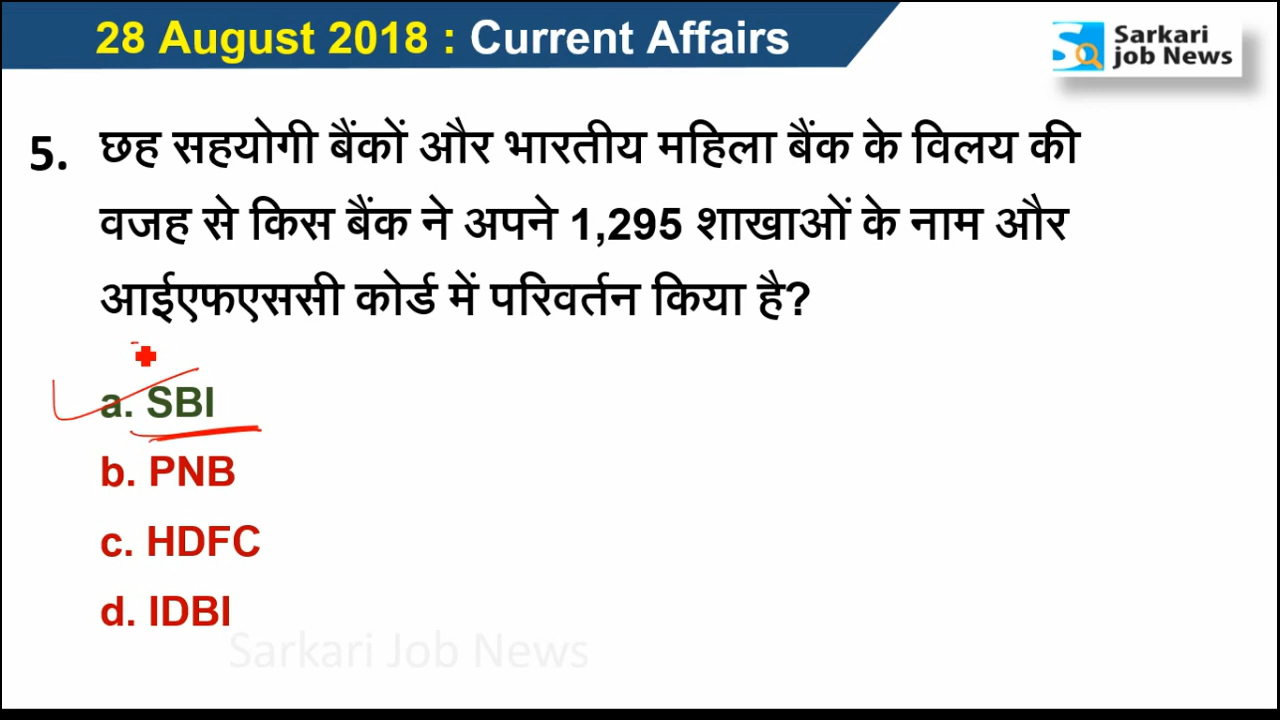 28 August 2018 : Current Affairs
Sarkari
Job News
5. छह सहयोगी बैंकों और भारतीय महिला बैंक के विलय की
वजह से किस बैंक ने अपने 1,295 शाखाओं के नाम और
आईएफएससी कोर्ड में परिवर्तन किया है?
a. SBI
b. PNB
c. HDFC
d. IDBI
Sarkari Job News